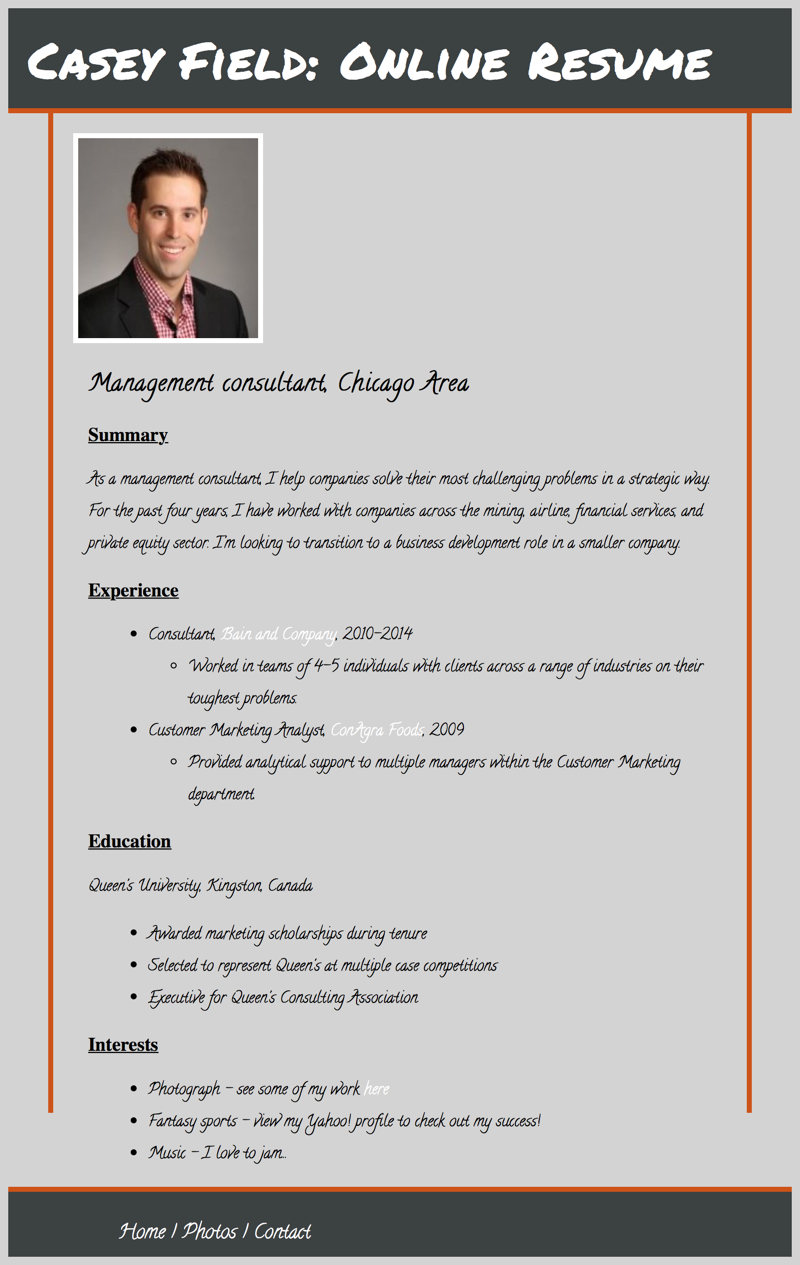 Casey Field: Online Resume
Management consultant, Chicago Area
Summary
As a management consultant, I help companies solve their most challenging problems in a strategic way.
For the past four years, I have worked with companies across the mining, airline, financial services, and
private equity sector. I'm looking to transition to a business development role in a smaller company.
Experience
• Consultant, Bain and Company, 2010-2014
◦ Worked in teams of 4-5 individuals with clients across a range of industries on their
toughest problems.
• Customer Marketing Analyst, ConAgra Foods, 2009
◦ Provided analytical support to multiple managers within the Customer Marketing
department.
Education
Queen's University, Kingston, Canada
• Awarded marketing scholarships during tenure
• Selected to represent Queen's at multiple case competitions
• Executive for Queen's Consulting Association
Interests
• Photograph - see some of my work here
• Fantasy sports - view my Yahoo! profile to check out my success!
• Music - I love to jam...
Home | Photos | Contact